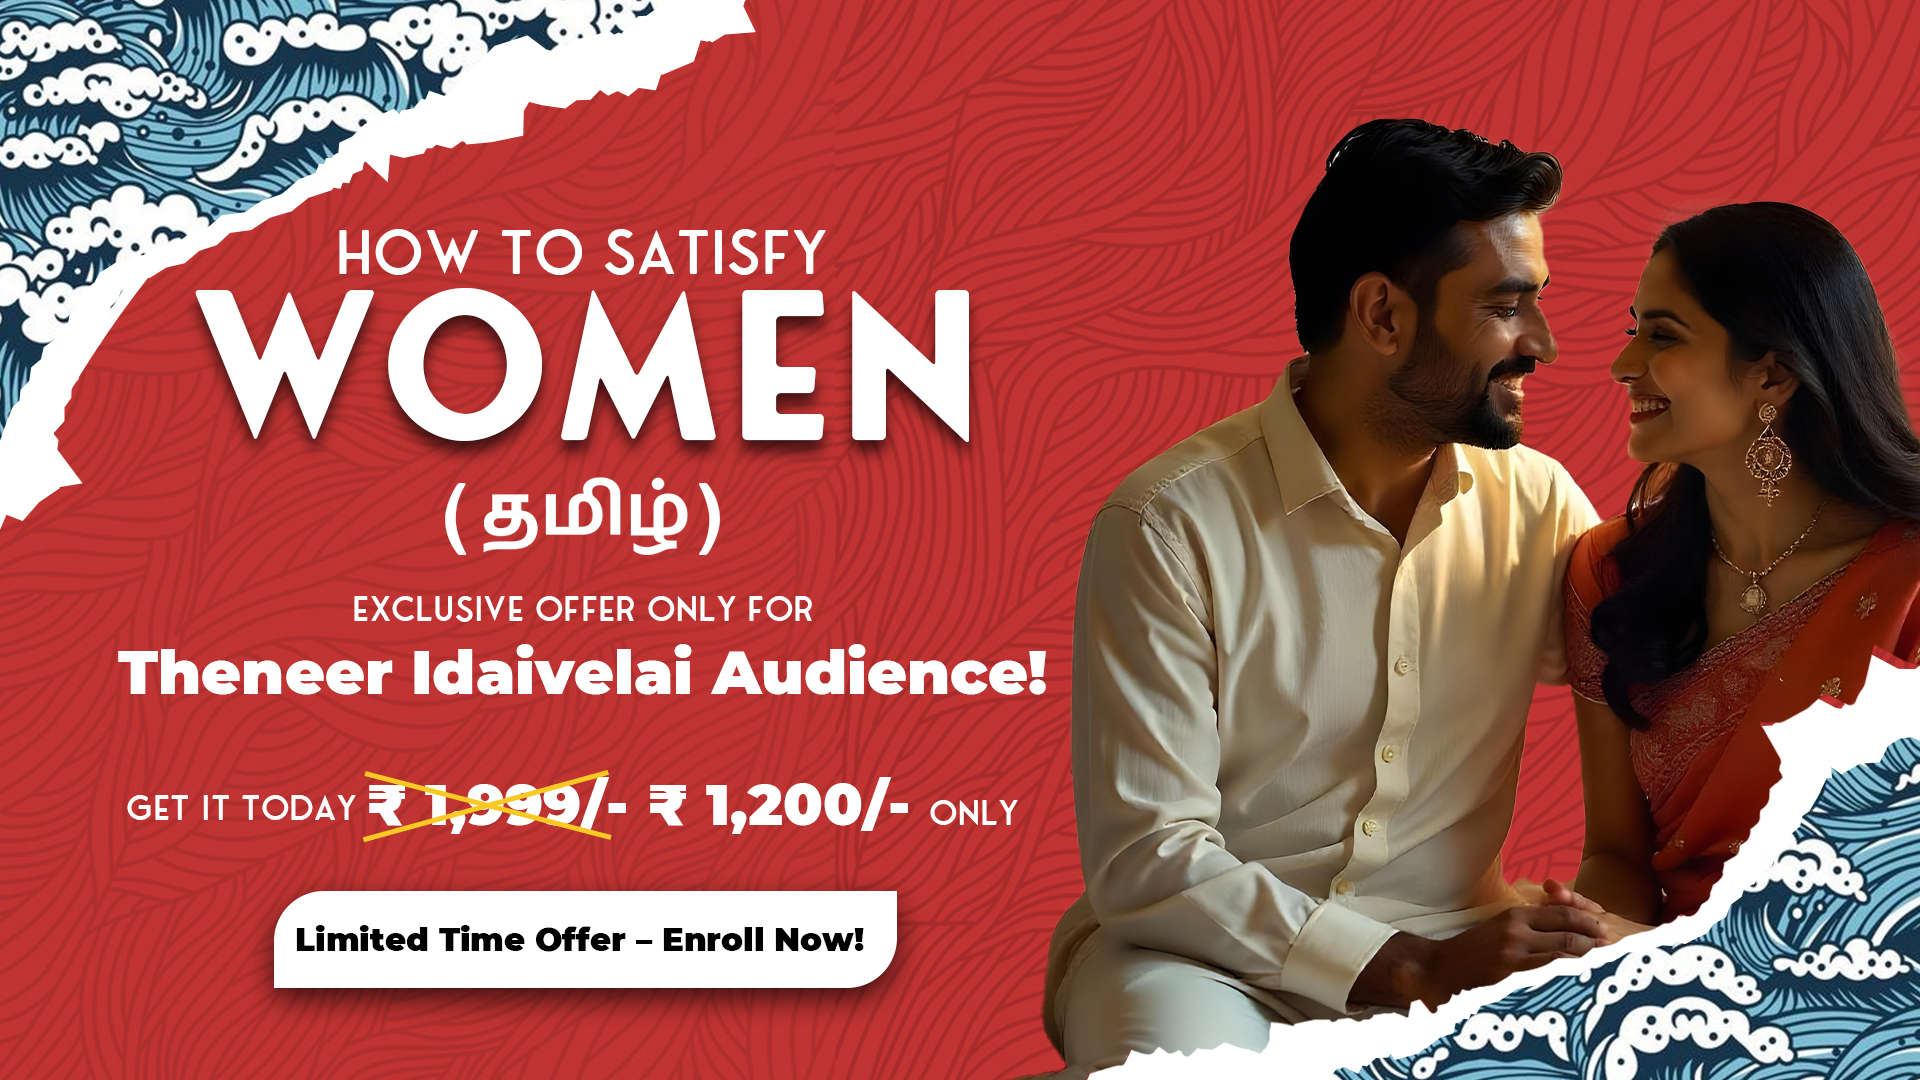 HOW TO SATISFY
WOMEN
(தமிழ்)
EXCLUSIVE OFFER ONLY FOR
Theneer Idaivelai Audience!
GET IT TODAY ₹ 1,999/- ₹ 1,200/- ONLY
Limited Time Offer – Enroll Now!